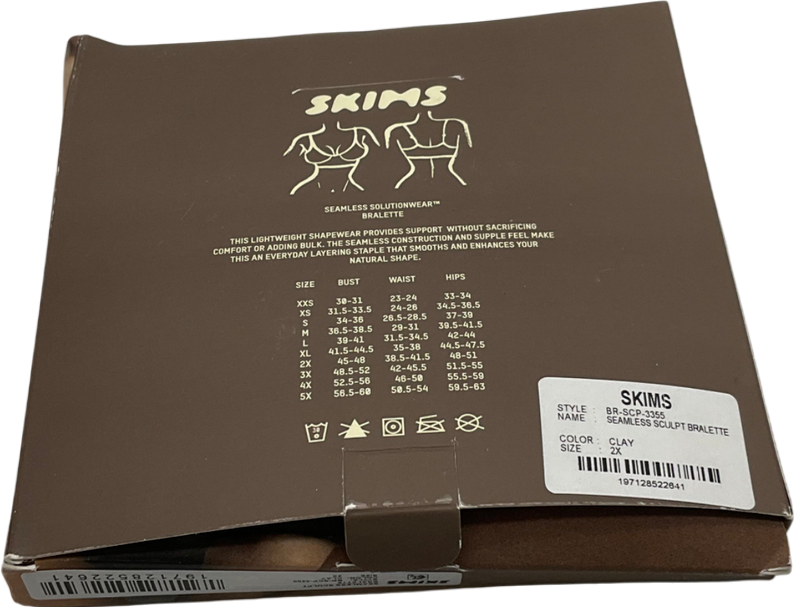 SKIMS
SEAMLESS SOLUTIONWEAR™
BRALETTE
THIS LIGHTWEIGHT SHAPEWEAR PROVIDES SUPPORT WITHOUT SACRIFICING
COMFORT OR ADDING BULK. THE SEAMLESS CONSTRUCTION AND SUPPLE FEEL MAKE
THIS AN EVERYDAY LAYERING STAPLE THAT SMOOTHS AND ENHANCES YOUR
NATURAL SHAPE.
SIZE BUST WAIST HIPS
XXS 30-31 23-24 33-34
XS 31.5-33.5 24-26 34.5-36.5
S 34-36 26.5-28.5 37-39
M 36.5-38.5 29-31 39.5-41.5
L 39-41 31.5-34.5 42-44
XL 41.5-44.5 35-38 44.5-47.5
2X 45-48 38.5-41.5 48-51
3X 48.5-52 42-45.5 51.5-55
4X 52.5-56 46-50 55.5-59
5X 56.5-60 50.5-54 59.5-63
30
SKIMS
STYLE : BR-SCP-3355
NAME : SEAMLESS SCULPT BRALETTE
COLOR : CLAY
SIZE : 2X
197128522641
197128522641
SKIMS